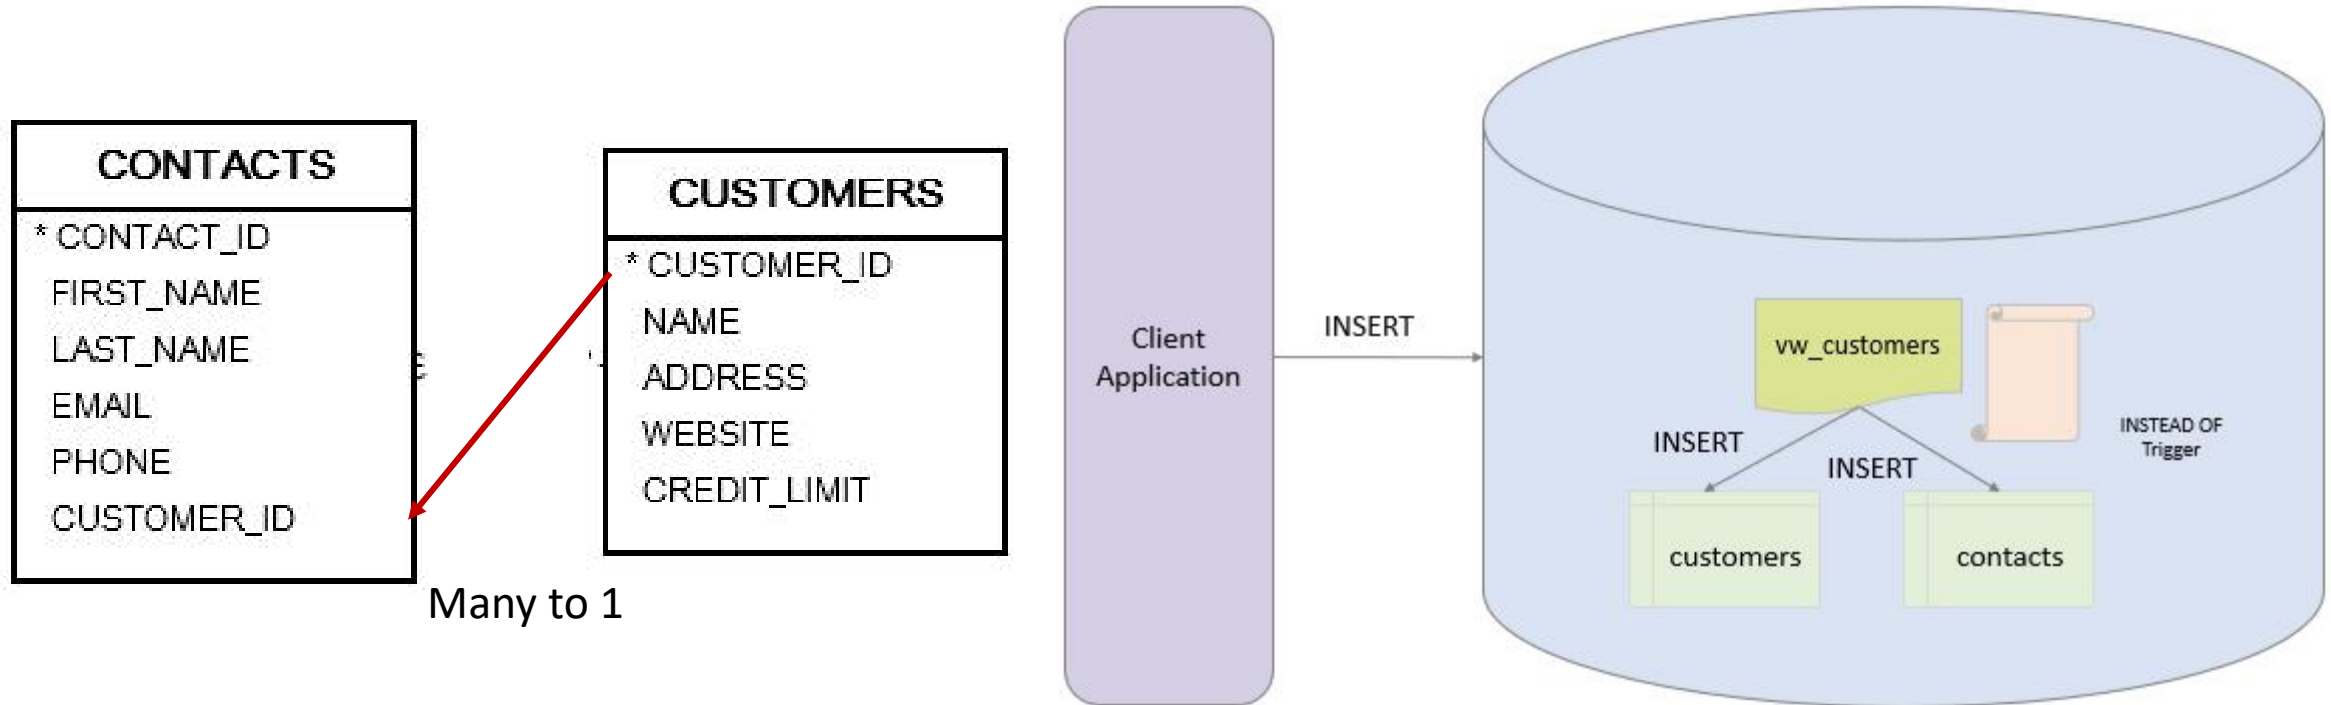 CONTACTS
* CONTACT_ID
FIRST_NAME
LAST_NAME
EMAIL
PHONE
CUSTOMER_ID
CUSTOMERS
* CUSTOMER_ID
NAME
ADDRESS
WEBSITE
CREDIT_LIMIT
Many to 1
Client
Application
INSERT
vw_customers
INSTEAD OF
Trigger
INSERT
INSERT
customers
contacts